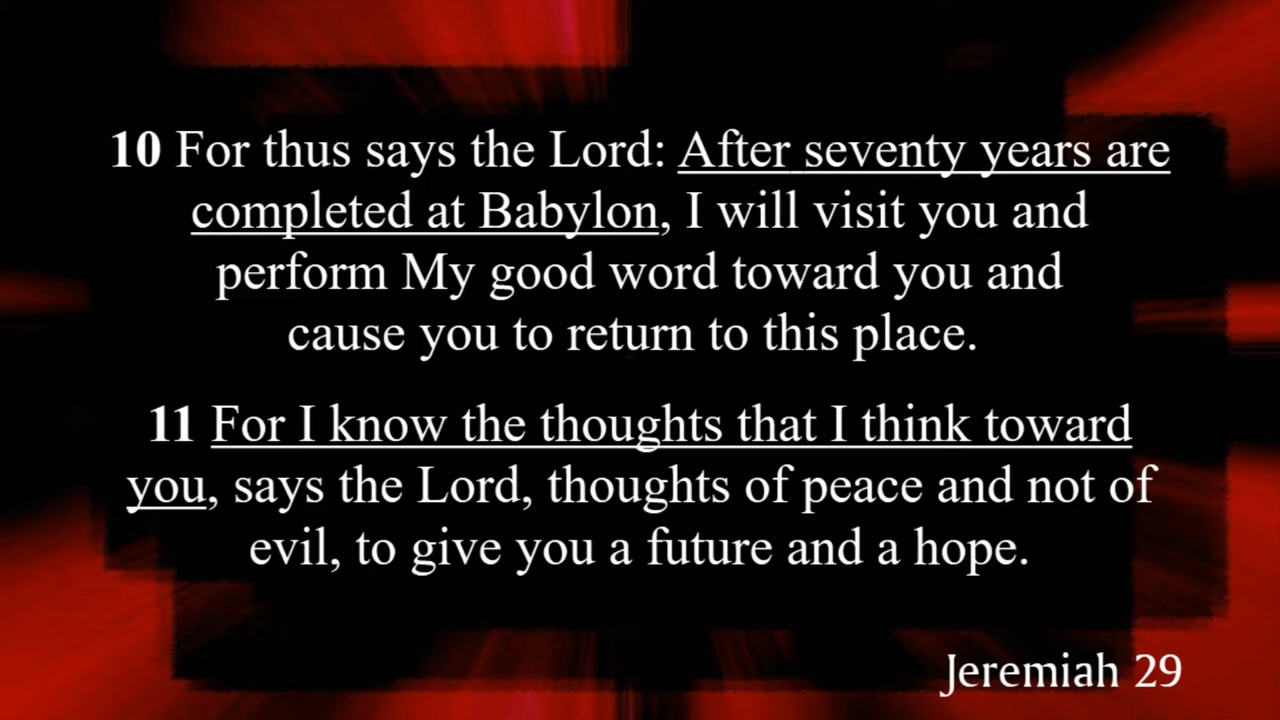 10 For thus says the Lord: After seventy years are
completed at Babylon, I will visit you and
perform My good word toward you and
cause you to return to this place.
11 For I know the thoughts that I think toward
you, says the Lord, thoughts of peace and not of
evil, to give you a future and a hope.
Jeremiah 29